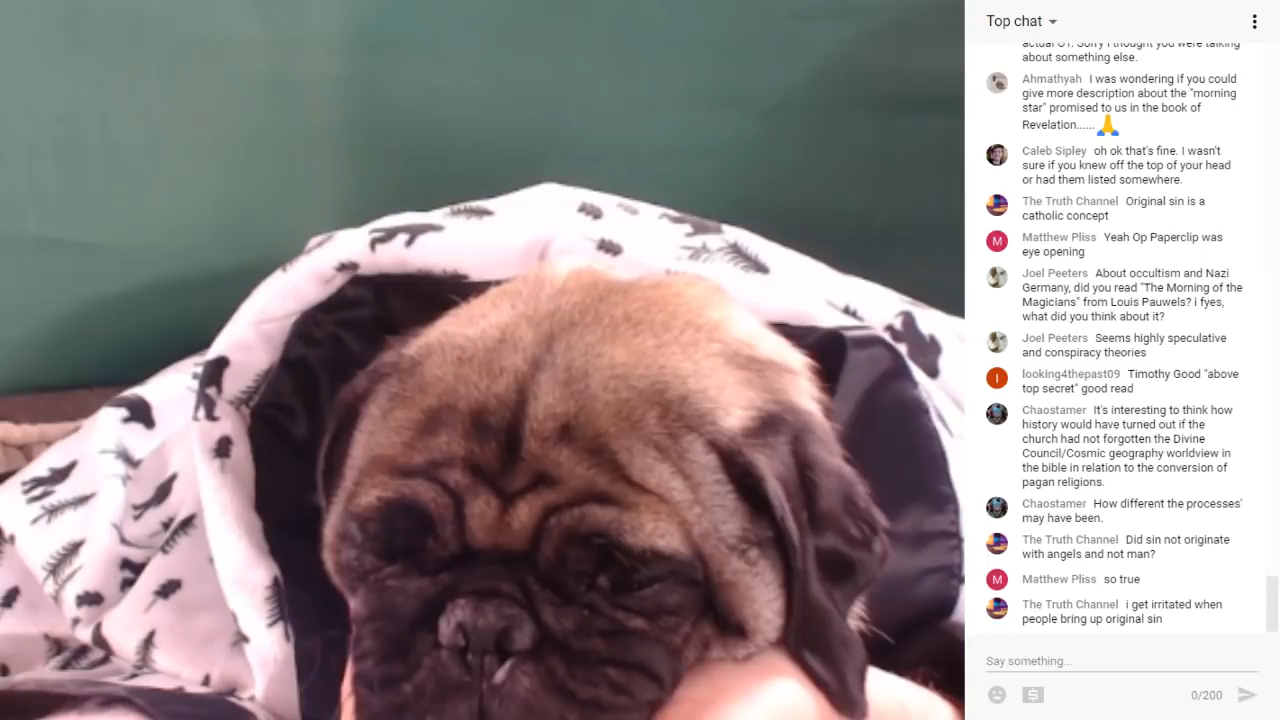 Top chat
actual OT. Sorry I thought you were talking
about something else.
Ahmathyah I was wondering if you could
give more description about the "morning
star" promised to us in the book of
Revelation......
Caleb Sipley oh ok that's fine. I wasn't
sure if you knew off the top of your head
or had them listed somewhere.
The Truth Channel Original sin is a
catholic concept
M
Matthew Pliss Yeah Op Paperclip was
eye opening
Joel Peeters About occultism and Nazi
Germany, did you read "The Morning of the
Magicians" from Louis Pauwels? i fyes,
what did you think about it?
Joel Peeters Seems highly speculative
and conspiracy theories
I
looking4thepast09 Timothy Good "above
top secret" good read
Chaostamer It's interesting to think how
history would have turned out if the
church had not forgotten the Divine
Council/Cosmic geography worldview in
the bible in relation to the conversion of
pagan religions.
Chaostamer How different the processes'
may have been.
The Truth Channel Did sin not originate
with angels and not man?
M
Matthew Pliss so true
The Truth Channel i get irritated when
people bring up original sin
Say something...
$
0/200